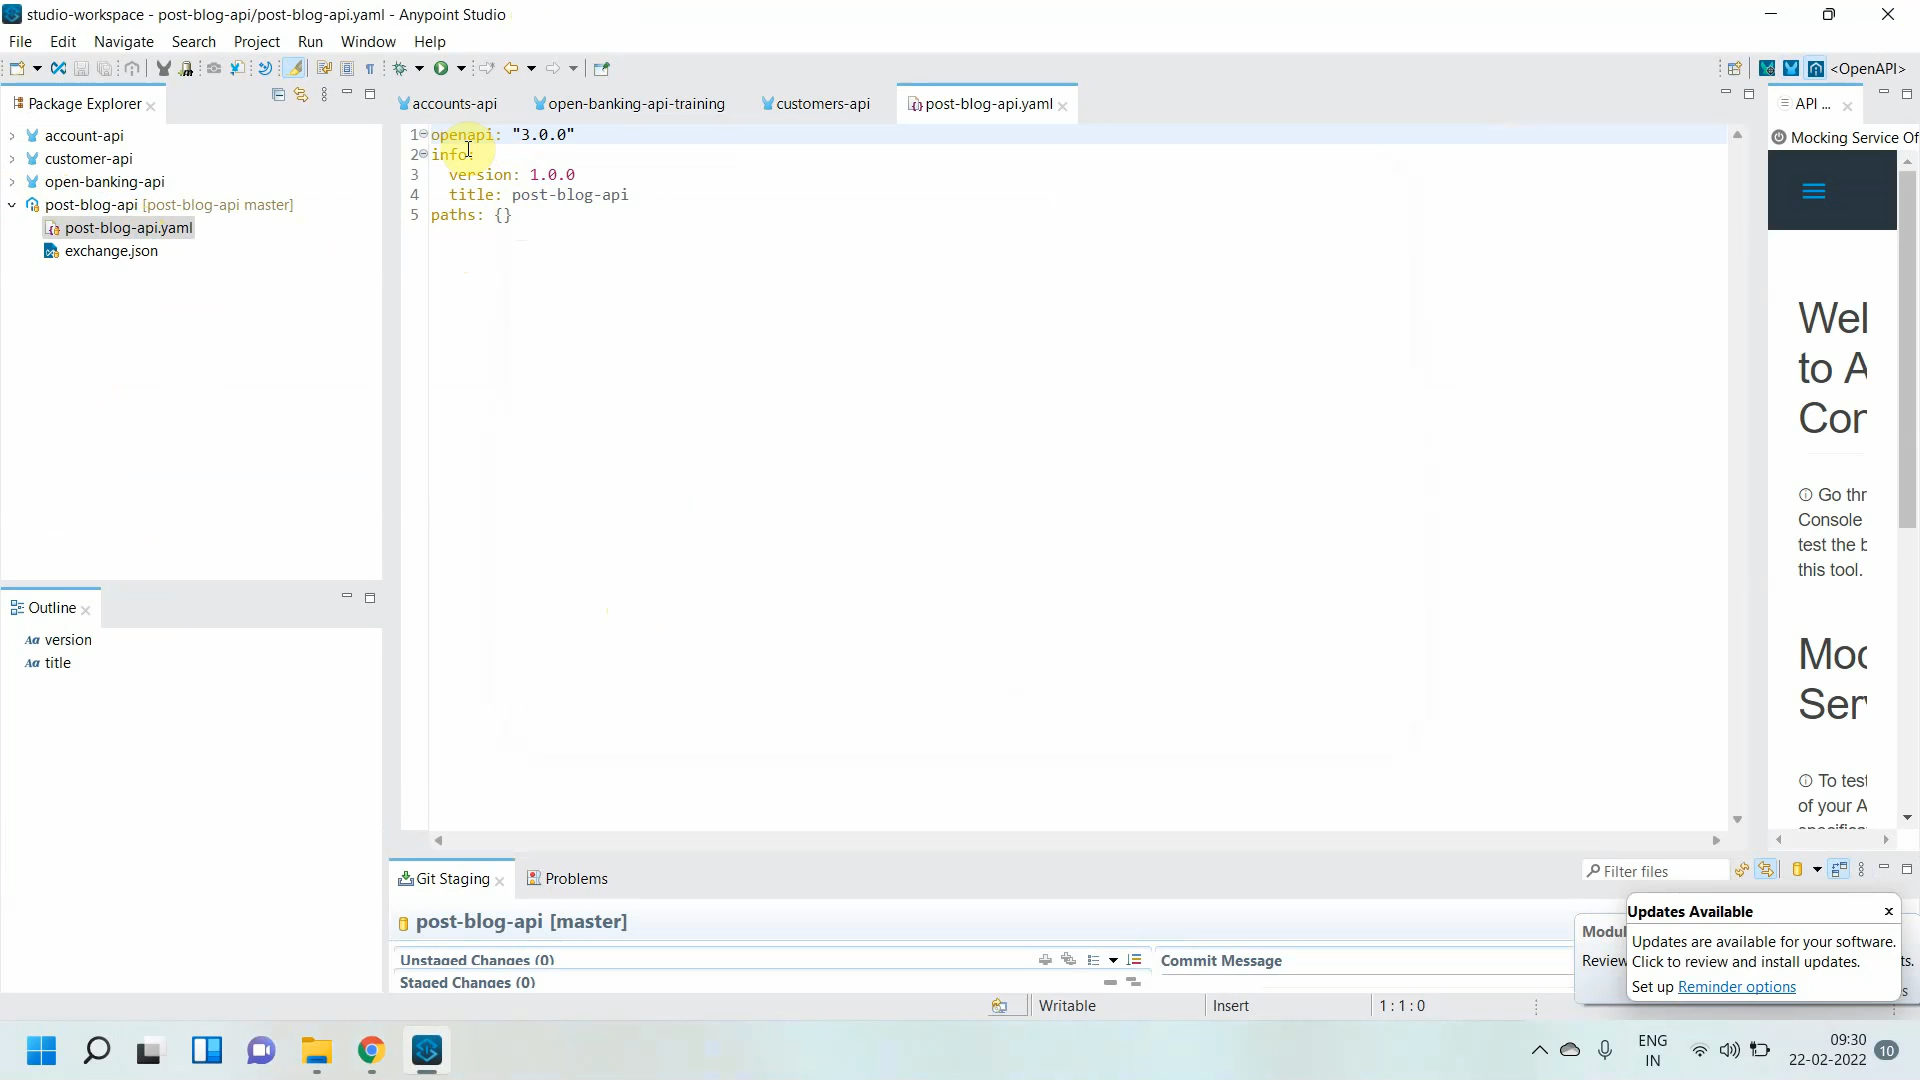 studio-workspace - post-blog-api/post-blog-api.yaml - Anypoint Studio
File Edit Navigate Search Project Run Window Help
<OpenAPI>
Package Explorer
accounts-api
open-banking-api-training
customers-api
post-blog-api.yaml
API ...
account-api
customer-api
open-banking-api
post-blog-api [post-blog-api master]
post-blog-api.yaml
exchange.json
1 openapi: "3.0.0"
2 info:
3 version: 1.0.0
4 title: post-blog-api
5 paths: {}
Mocking Service Of
Wel
to A
Con
Go thr
Console
test the b
this tool.
Moc
Serv
To test
of your A
Outline
version
title
Git Staging
Problems
Filter files
post-blog-api [master]
Unstaged Changes (0)
Staged Changes (0)
Commit Message
Modul
Review
ts.
s
Updates Available
Updates are available for your software.
Click to review and install updates.
Set up Reminder options
Writable
Insert
1 : 1 : 0
ENG
IN
09:30
22-02-2022
10